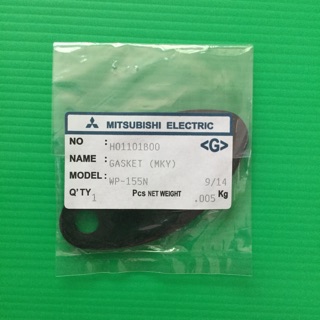 MITSUBISHI ELECTRIC
NO : H01101800 <G>
NAME : GASKET (MKY)
MODEL: WP-155N 9/14
Q'TY : 1 Pcs NET WEIGHT .005 Kg